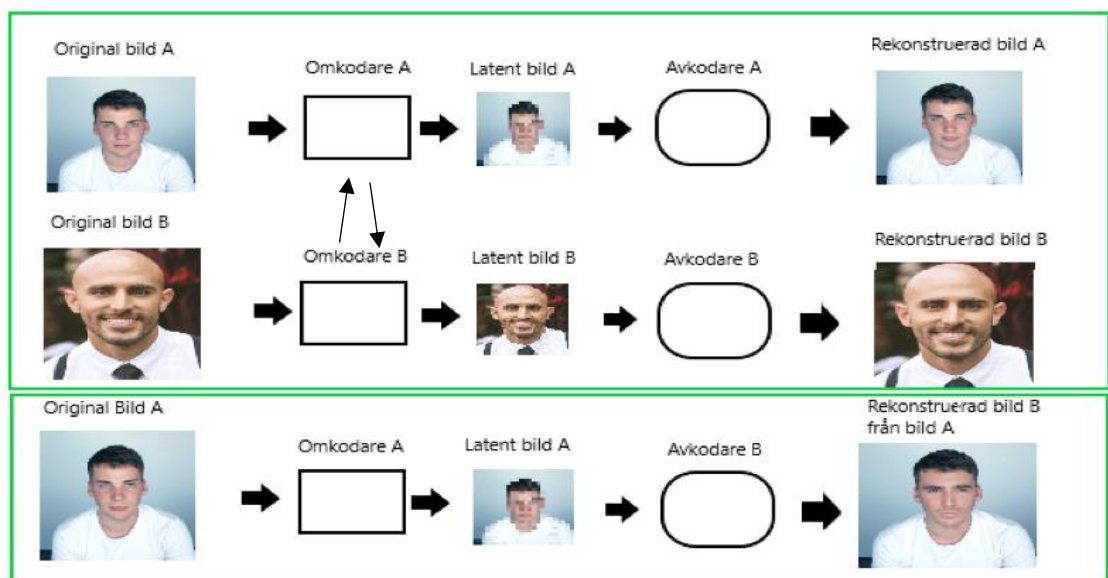 Original bild A
Omkodare A
Latent bild A
Avkodare A
Rekonstruerad bild A
Original bild B
Omkodare B
Latent bild B
Avkodare B
Rekonstruerad bild B
Original Bild A
Omkodare A
Latent bild A
Avkodare B
Rekonstruerad bild B
från bild A